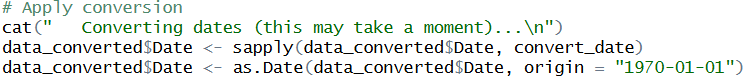 # Apply conversion
cat("   Converting dates (this may take a moment)...\n")
data_converted$Date <- sapply(data_converted$Date, convert_date)
data_converted$Date <- as.Date(data_converted$Date, origin = "1970-01-01")